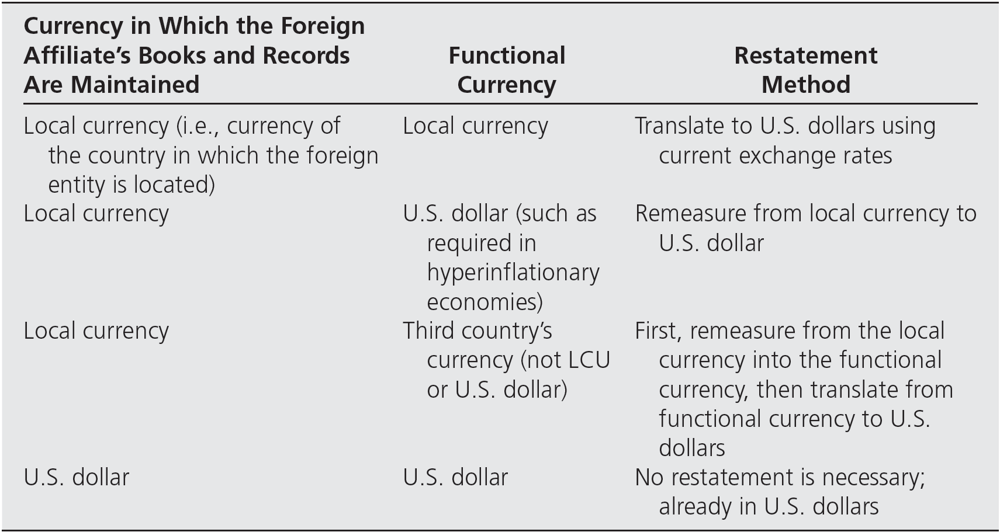 Currency in Which the Foreign
Affiliate’s Books and Records
Are Maintained
Functional
Currency
Restatement
Method
Local currency (i.e., currency of
the country in which the foreign
entity is located)
Local currency
Translate to U.S. dollars using
current exchange rates
Local currency
U.S. dollar (such as
required in
hyperinflationary
economies)
Remeasure from local currency to
U.S. dollar
Local currency
Third country’s
currency (not LCU
or U.S. dollar)
First, remeasure from the local
currency into the functional
currency, then translate from
functional currency to U.S.
dollars
U.S. dollar
U.S. dollar
No restatement is necessary;
already in U.S. dollars